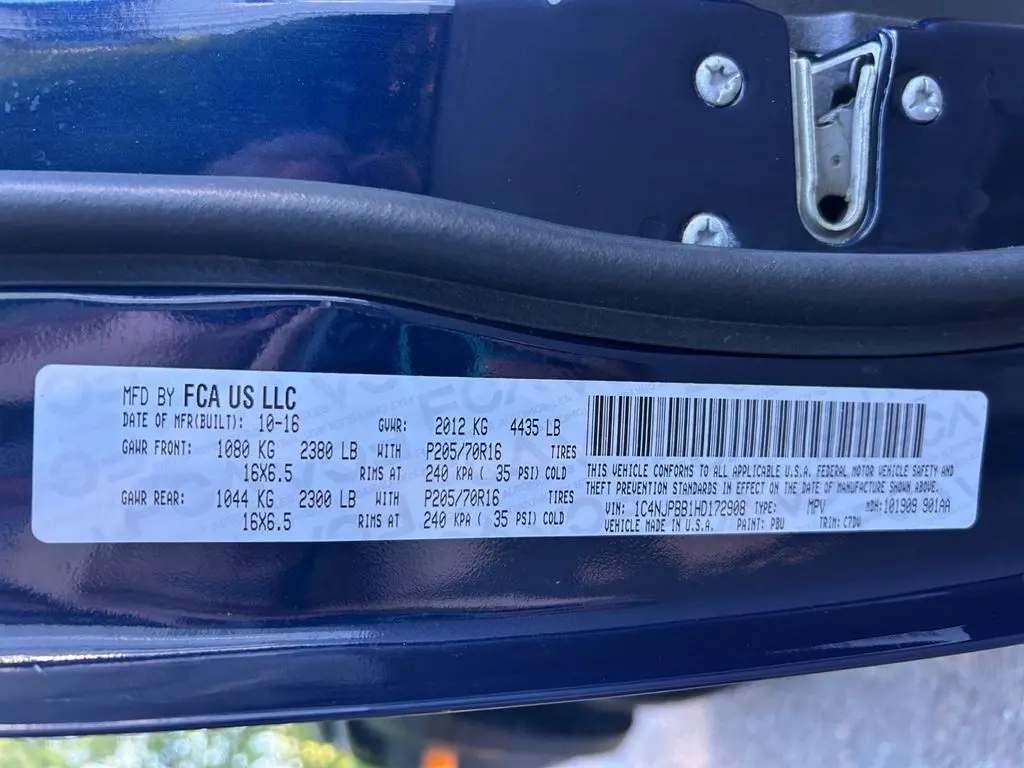 MFD BY FCA US LLC
DATE OF MFR(BUILT): 10-16 GVWR: 2012 KG 4435 LB
GAWR FRONT: 1080 KG 2380 LB WITH P205/70R16 TIRES
16X6.5 RIMS AT 240 KPA ( 35 PSI) COLD
GAWR REAR: 1044 KG 2300 LB WITH P205/70R16 TIRES
16X6.5 RIMS AT 240 KPA ( 35 PSI) COLD
THIS VEHICLE CONFORMS TO ALL APPLICABLE U.S.A. FEDERAL MOTOR VEHICLE SAFETY AND
THEFT PREVENTION STANDARDS IN EFFECT ON THE DATE OF MANUFACTURE SHOWN ABOVE.
VIN: 1C4NJPBB1HD172908 TYPE: MPV MDH:101909 901AA
VEHICLE MADE IN U.S.A. PAINT: PBU TRIM: C7DV